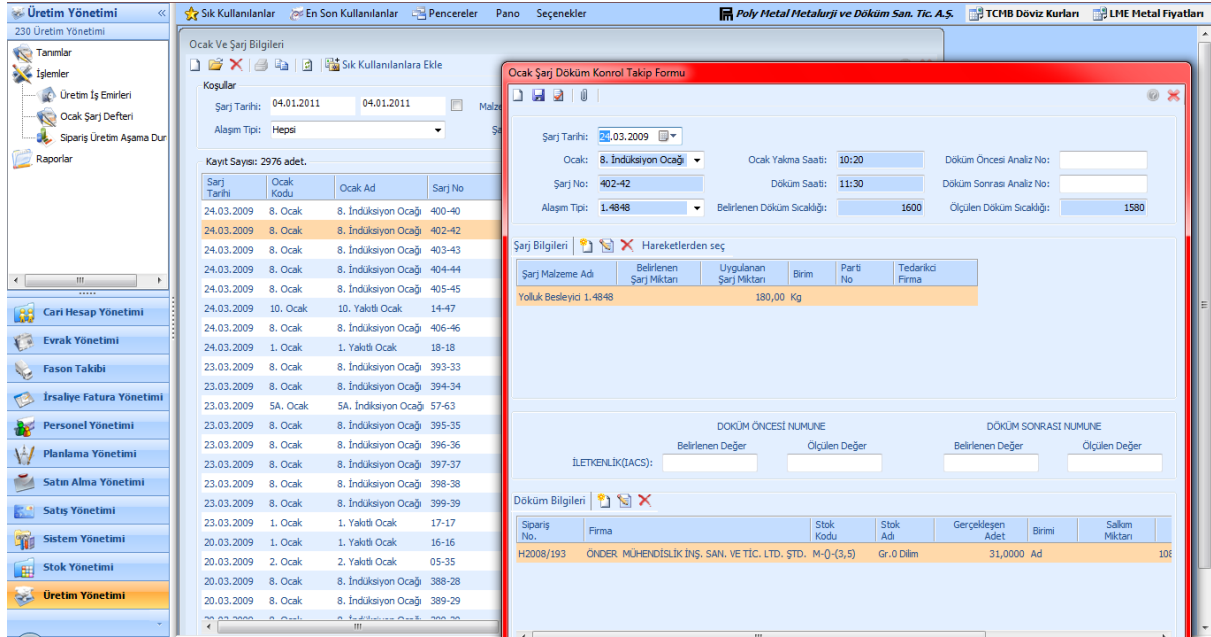 Üretim Yönetimi «
Sık Kullanılanlar En Son Kullanılanlar Pencereler Pano Seçenekler
Poly Metal Metalurji ve Döküm San. Tic. A.Ş. TCMB Döviz Kurları LME Metal Fiyatları
230 Üretim Yönetimi
Tanımlar
İşlemler
Üretim İş Emirleri
Ocak Şarj Defteri
Sipariş Üretim Aşama Dur
Raporlar
Cari Hesap Yönetimi
Evrak Yönetimi
Fason Takibi
İrsaliye Fatura Yönetimi
Personel Yönetimi
Planlama Yönetimi
Satın Alma Yönetimi
Satış Yönetimi
Sistem Yönetimi
Stok Yönetimi
Üretim Yönetimi
Ocak Ve Şarj Bilgileri
Sık Kullanılanlara Ekle
Koşullar
Şarj Tarihi: 04.01.2011 04.01.2011 Malze
Alaşım Tipi: Hepsi Şa
Kayıt Sayısı: 2976 adet.
Sarj Tarihi Ocak Kodu Ocak Ad Sarj No
24.03.2009 8. Ocak 8. İndüksiyon Ocağı 400-40
24.03.2009 8. Ocak 8. İndüksiyon Ocağı 402-42
24.03.2009 8. Ocak 8. İndüksiyon Ocağı 403-43
24.03.2009 8. Ocak 8. İndüksiyon Ocağı 404-44
24.03.2009 8. Ocak 8. İndüksiyon Ocağı 405-45
24.03.2009 10. Ocak 10. Yakıtlı Ocak 14-47
24.03.2009 8. Ocak 8. İndüksiyon Ocağı 406-46
24.03.2009 1. Ocak 1. Yakıtlı Ocak 18-18
23.03.2009 8. Ocak 8. İndüksiyon Ocağı 393-33
23.03.2009 8. Ocak 8. İndüksiyon Ocağı 394-34
23.03.2009 5A. Ocak 5A. İndiksiyon Ocağı 57-63
23.03.2009 8. Ocak 8. İndüksiyon Ocağı 395-35
23.03.2009 8. Ocak 8. İndüksiyon Ocağı 396-36
23.03.2009 8. Ocak 8. İndüksiyon Ocağı 397-37
23.03.2009 8. Ocak 8. İndüksiyon Ocağı 398-38
23.03.2009 8. Ocak 8. İndüksiyon Ocağı 399-39
23.03.2009 1. Ocak 1. Yakıtlı Ocak 17-17
20.03.2009 1. Ocak 1. Yakıtlı Ocak 16-16
20.03.2009 2. Ocak 2. Yakıtlı Ocak 05-35
20.03.2009 8. Ocak 8. İndüksiyon Ocağı 388-28
20.03.2009 8. Ocak 8. İndüksiyon Ocağı 389-29
Ocak Şarj Döküm Konrol Takip Formu
Şarj Tarihi: 24.03.2009
Ocak: 8. İndüksiyon Ocağı Ocak Yakma Saati: 10:20 Döküm Öncesi Analiz No:
Şarj No: 402-42 Döküm Saati: 11:30 Döküm Sonrası Analiz No:
Alaşım Tipi: 1.4848 Belirlenen Döküm Sıcaklığı: 1600 Ölçülen Döküm Sıcaklığı: 1580
Şarj Bilgileri Hareketlerden seç
Şarj Malzeme Adı Belirlenen Şarj Miktarı Uygulanan Şarj Miktarı Birim Parti No Tedarikci Firma
Yolluk Besleyici 1.4848 180,00 Kg
DOKÜM ÖNCESİ NUMUNE DÖKÜM SONRASI NUMUNE
Belirlenen Değer Ölçülen Değer Belirlenen Değer Ölçülen Değer
İLETKENLİK(IACS):
Döküm Bilgileri
Sipariş No. Firma Stok Kodu Stok Adı Gerçekleşen Adet Birimi Salkım Miktarı
H2008/193 ÖNDER MÜHENDİSLİK İNŞ. SAN. VE TİC. LTD. ŞTD. M-()-(3,5) Gr.0 Dilim 31,0000 Ad 108